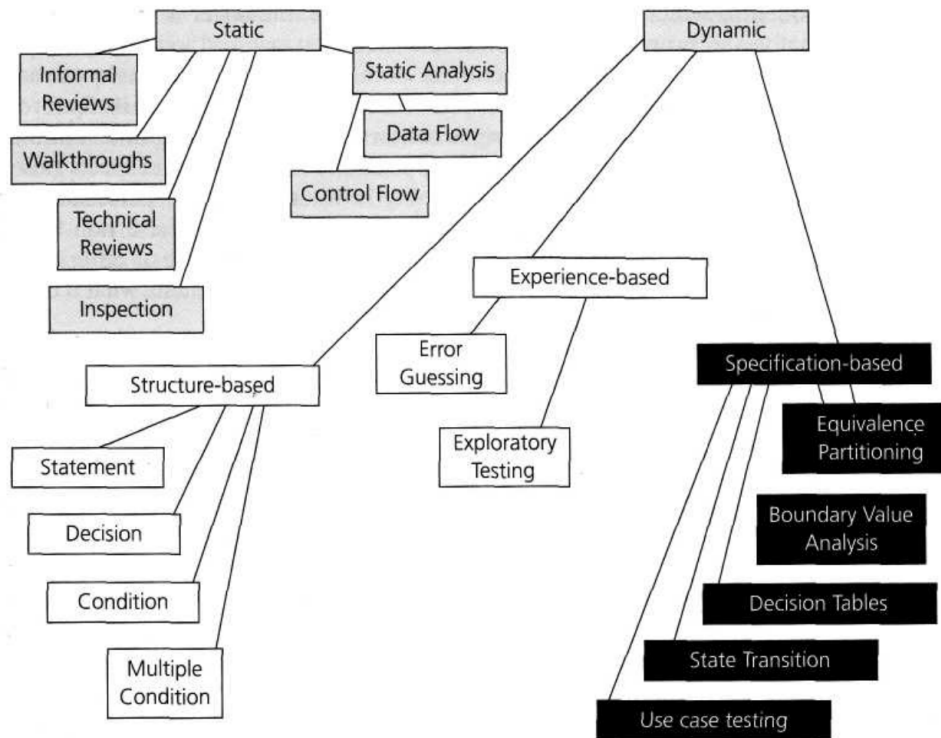 Static
Dynamic
Informal
Reviews
Static Analysis
Data Flow
Walkthroughs
Control Flow
Technical
Reviews
Experience-based
Inspection
Error
Guessing
Specification-based
Structure-based
Equivalence
Partitioning
Exploratory
Testing
Statement
Boundary Value
Analysis
Decision
Condition
Decision Tables
State Transition
Multiple
Condition
Use case testing